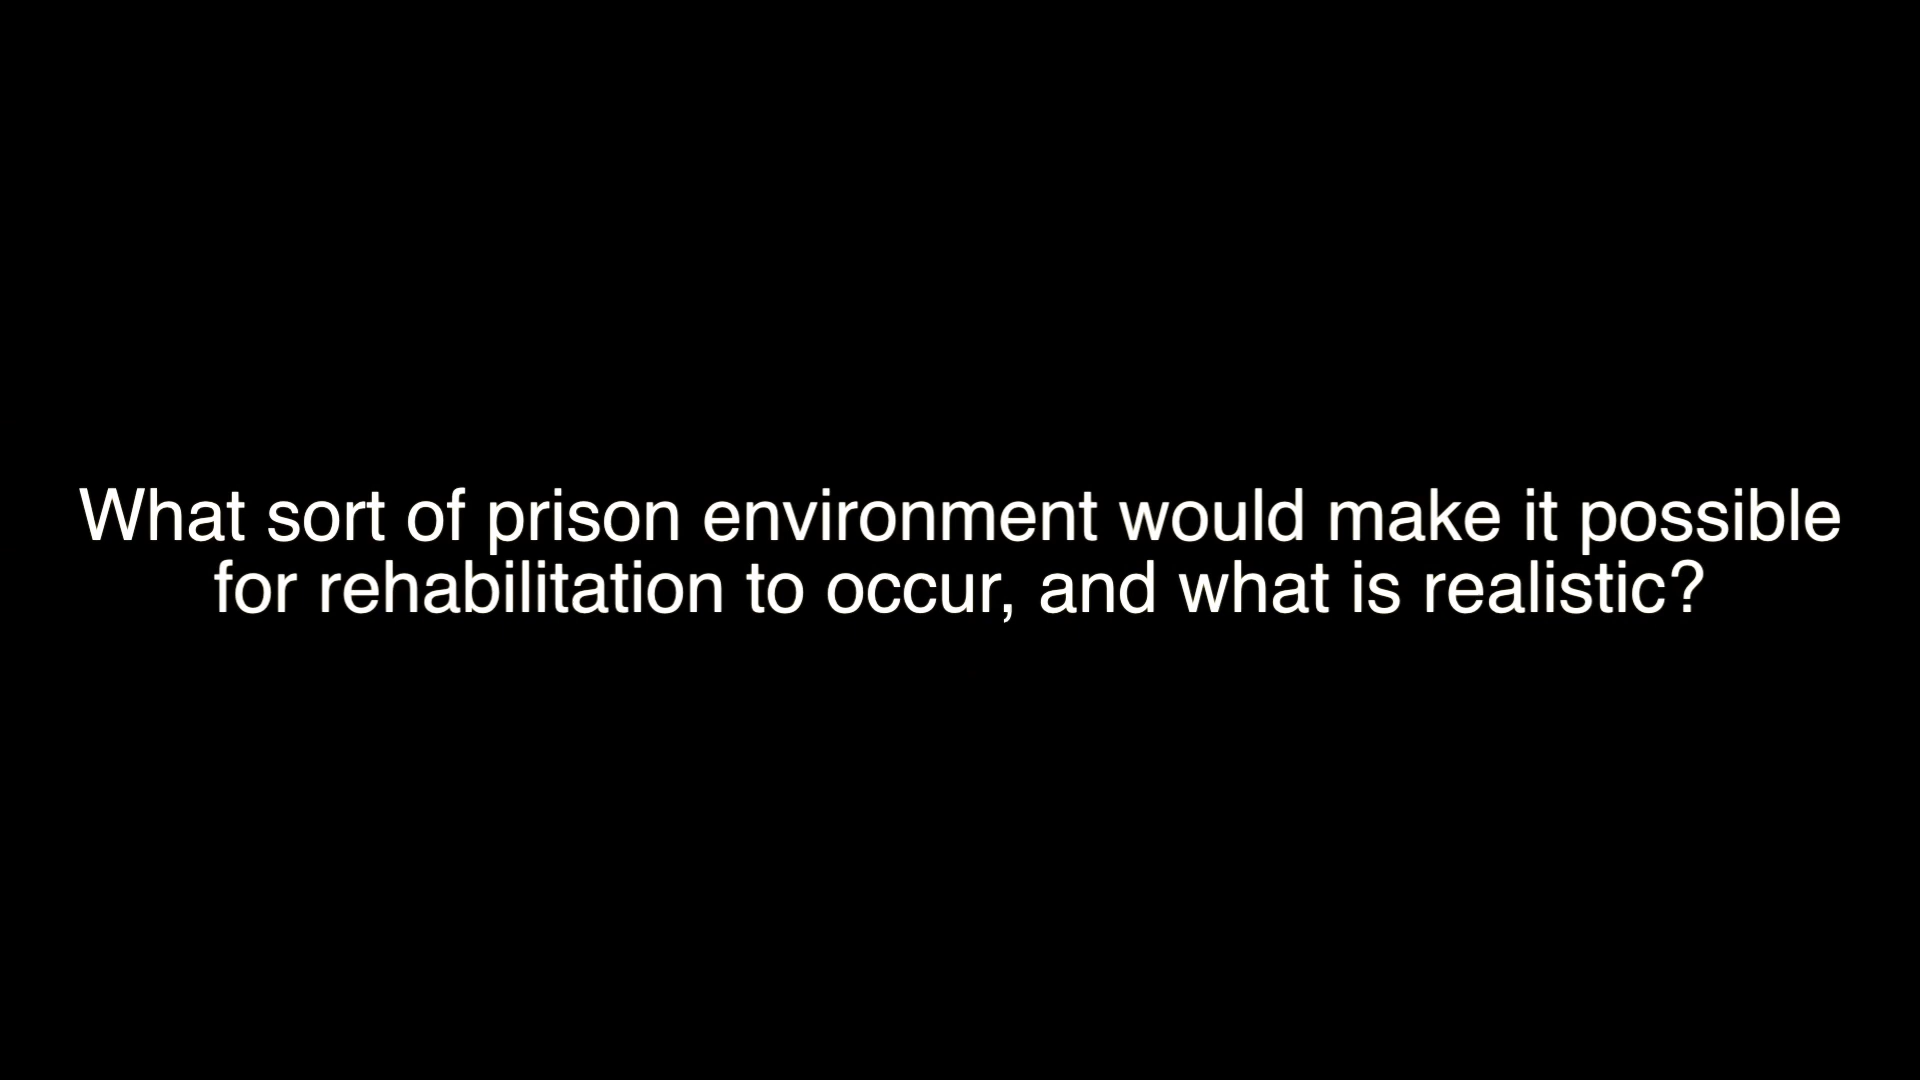 What sort of prison environment would make it possible
for rehabilitation to occur, and what is realistic?